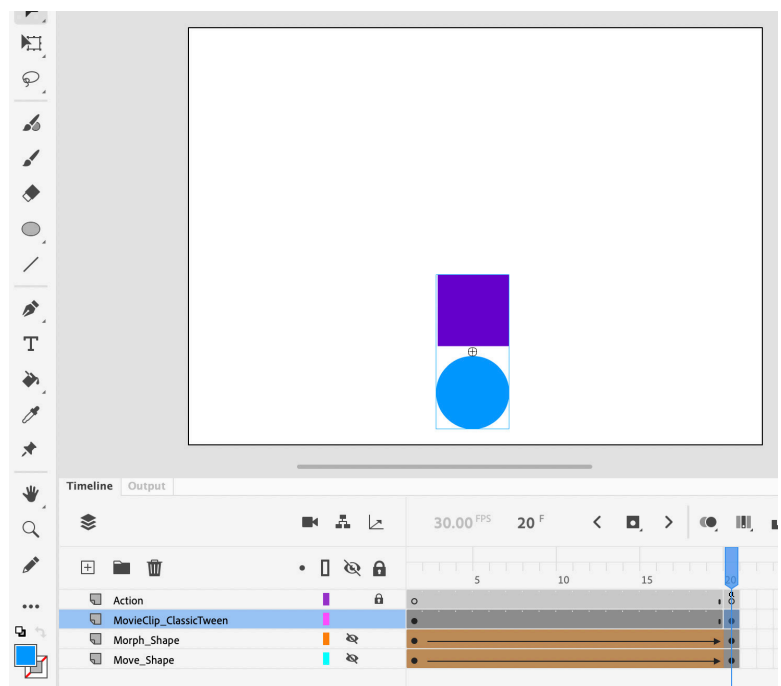 T
Timeline Output
30.00 FPS 20 F
5 10 15 20
Action
MovieClip_ClassicTween
Morph_Shape
Move_Shape